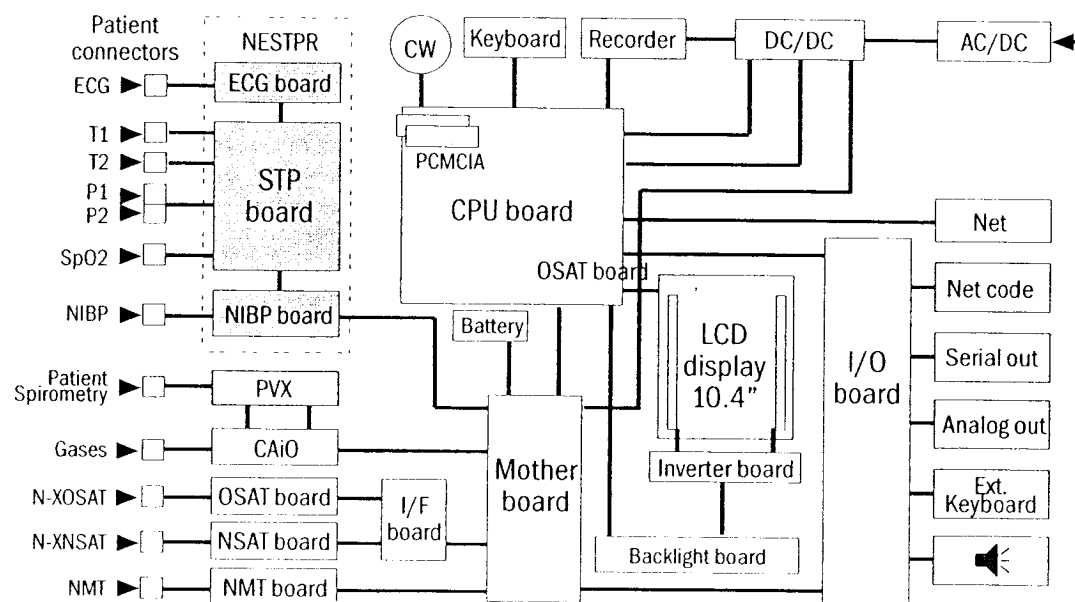 Patient
connectors
NESTPR
CW
Keyboard
Recorder
DC/DC
AC/DC
ECG
ECG board
T1
T2
P1
P2
SpO2
STP
board
PCMCIA
CPU board
Net
OSAT board
NIBP
NIBP board
Battery
LCD
display
10.4”
I/O
board
Net code
Serial out
Analog out
Ext.
Keyboard
Patient
Spirometry
PVX
Gases
CAiO
Mother
board
Inverter board
N-XOSAT
OSAT board
I/F
board
N-XNSAT
NSAT board
Backlight board
NMT
NMT board